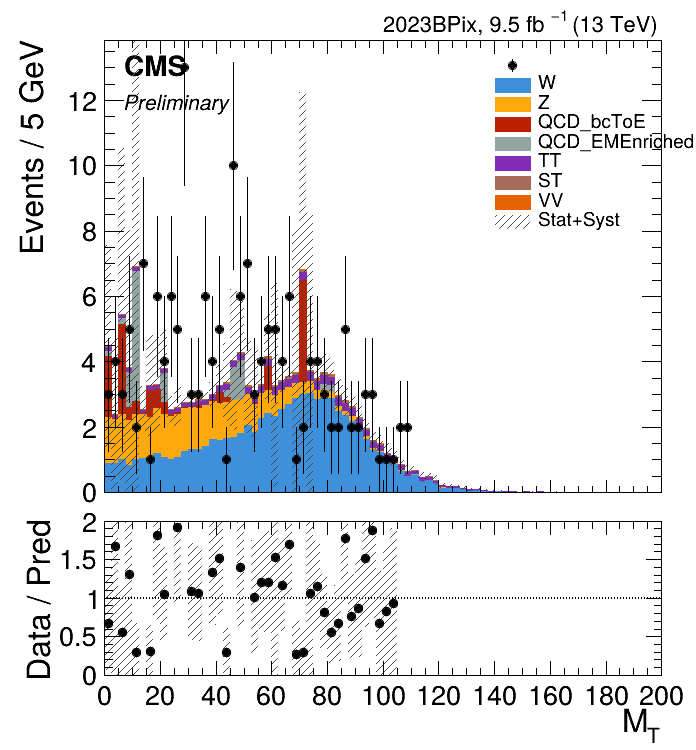 2023BPix, 9.5 fb⁻¹ (13 TeV)
CMS
Preliminary
W
Z
QCD_bcToE
QCD_EMEnriched
TT
ST
VV
Stat+Syst
Events / 5 GeV
12
10
8
6
4
2
0
Data / Pred
2
1.5
1
0.5
0
0 20 40 60 80 100 120 140 160 180 200
M_T